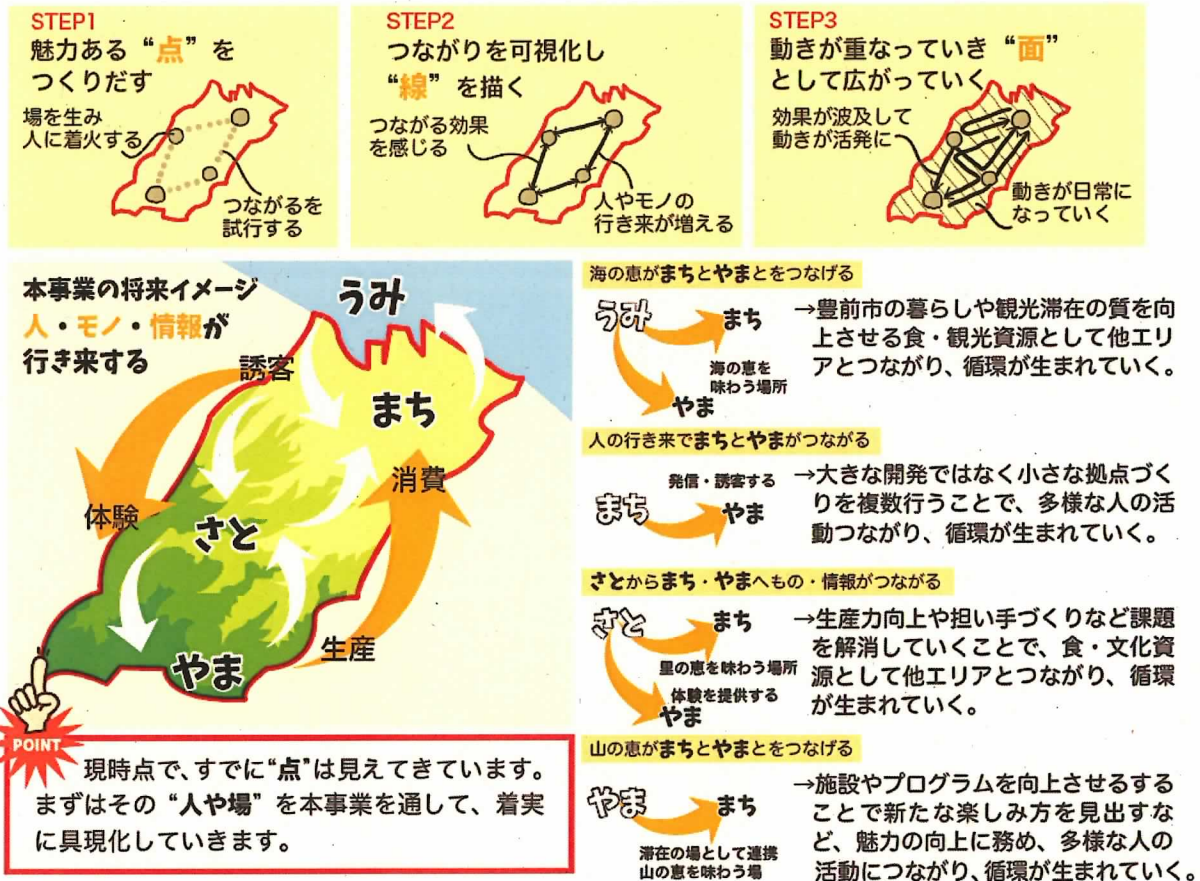 STEP1
魅力ある“点”を
つくりだす
場を生み
人に着火する
つながるを
試行する
STEP2
つながりを可視化し
“線”を描く
つながる効果
を感じる
人やモノの
行き来が増える
STEP3
動きが重なっていき“面”
として広がっていく
効果が波及して
動きが活発に
動きが日常に
なっていく
本事業の将来イメージ
人・モノ・情報が
行き来する
うみ
誘客
まち
消費
体験
さと
生産
やま
POINT
現時点で、すでに“点”は見えてきています。
まずはその“人や場”を本事業を通して、着実
に具現化していきます。
海の恵がまちとやまとをつなげる
うみ
まち
海の恵を
味わう場所
やま
→豊前市の暮らしや観光滞在の質を向
上させる食・観光資源として他エリ
アとつながり、循環が生まれていく。
人の行き来でまちとやまがつながる
発信・誘客する
まち
やま
→大きな開発ではなく小さな拠点づく
りを複数行うことで、多様な人の活
動つながり、循環が生まれていく。
さとからまち・やまへもの・情報がつながる
さと
まち
里の恵を味わう場所
体験を提供する
やま
→生産力向上や担い手づくりなど課題
を解消していくことで、食・文化資
源として他エリアとつながり、循環
が生まれていく。
山の恵がまちとやまとをつなげる
やま
まち
滞在の場として連携
山の恵を味わう場
→施設やプログラムを向上させるする
ことで新たな楽しみ方を見出すな
ど、魅力の向上に務め、多様な人の
活動につながり、循環が生まれていく。